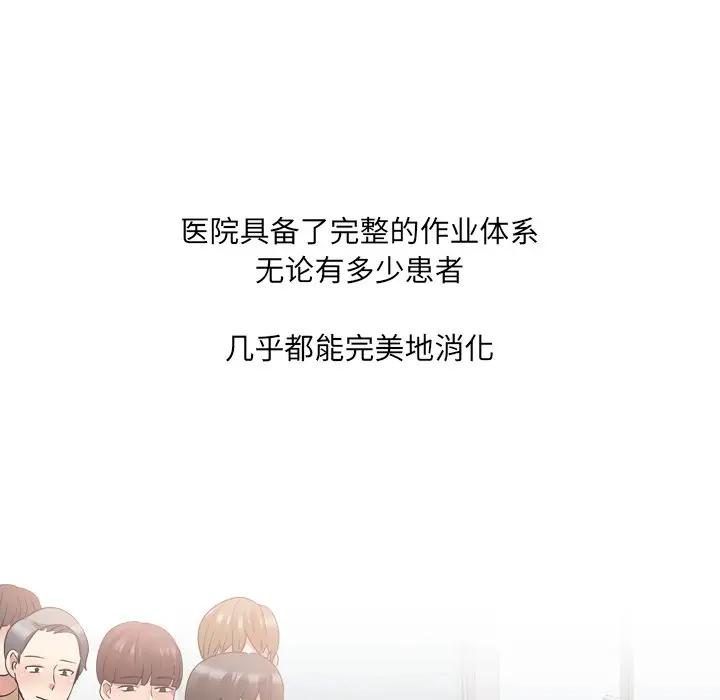 医院具备了完整的作业体系
无论有多少患者
几乎都能完美地消化